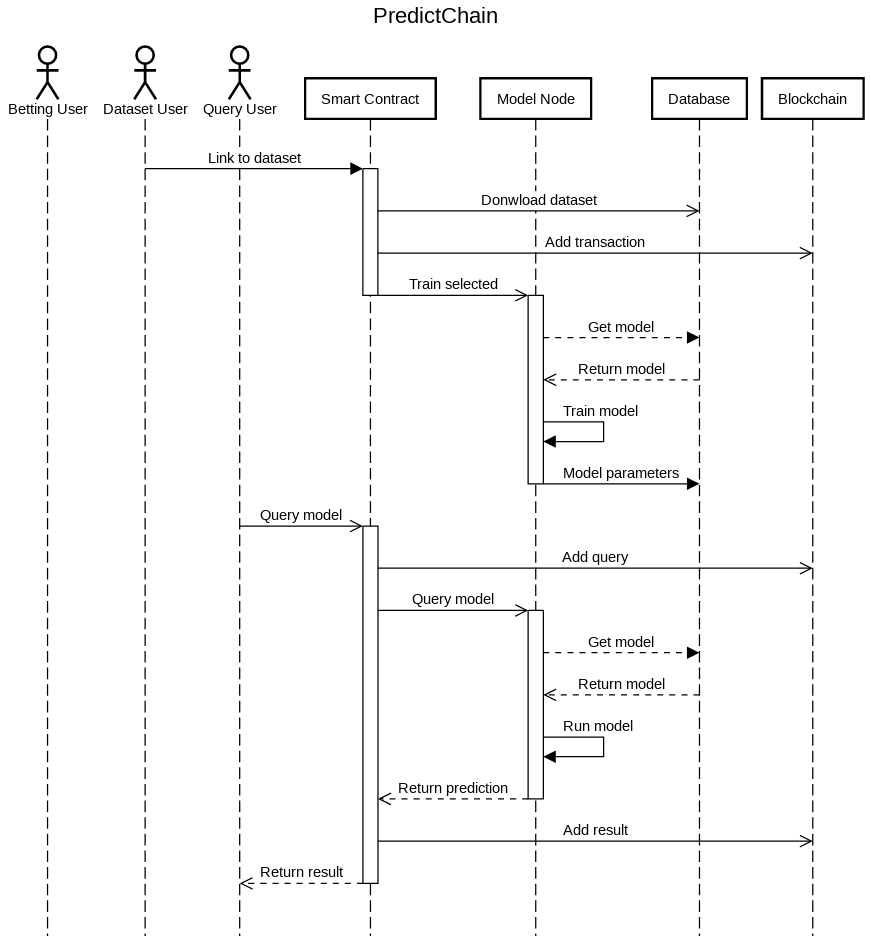 PredictChain
Betting User
Dataset User
Query User
Smart Contract
Model Node
Database
Blockchain
Link to dataset
Donwload dataset
Add transaction
Train selected
Get model
Return model
Train model
Model parameters
Query model
Add query
Query model
Get model
Return model
Run model
Return prediction
Add result
Return result